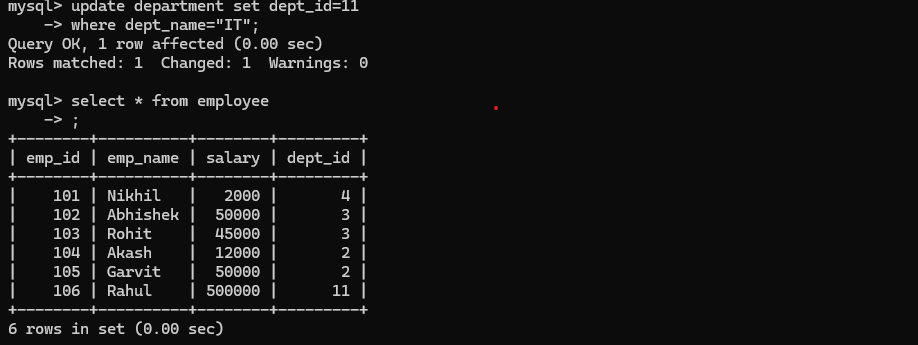 mysql> update department set dept_id=11
    -> where dept_name="IT";
Query OK, 1 row affected (0.00 sec)
Rows matched: 1  Changed: 1  Warnings: 0

mysql> select * from employee
    -> ;
+--------+----------+--------+---------+
| emp_id | emp_name | salary | dept_id |
+--------+----------+--------+---------+
|    101 | Nikhil   |   2000 |       4 |
|    102 | Abhishek |  50000 |       3 |
|    103 | Rohit    |  45000 |       3 |
|    104 | Akash    |  12000 |       2 |
|    105 | Garvit   |  50000 |       2 |
|    106 | Rahul    | 500000 |      11 |
+--------+----------+--------+---------+
6 rows in set (0.00 sec)